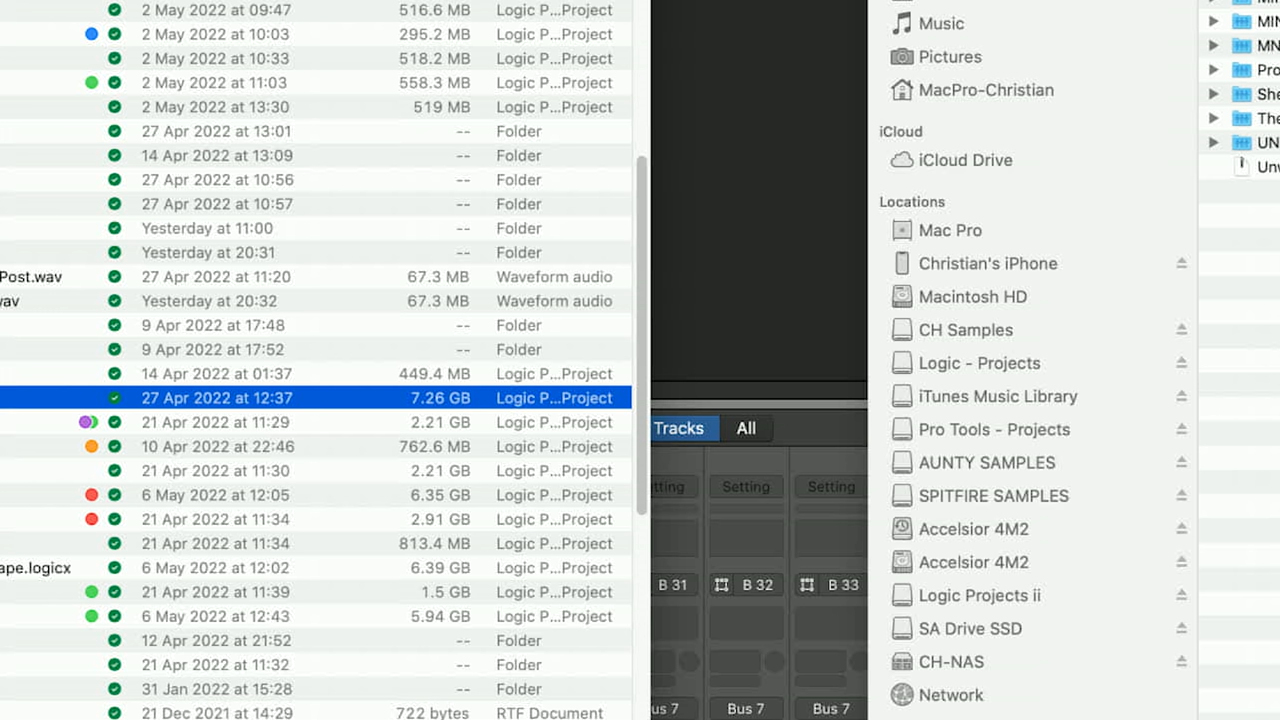 2 May 2022 at 09:47 516.6 MB Logic P...Project
2 May 2022 at 10:03 295.2 MB Logic P...Project
2 May 2022 at 10:33 518.2 MB Logic P...Project
2 May 2022 at 11:03 558.3 MB Logic P...Project
2 May 2022 at 13:30 519 MB Logic P...Project
27 Apr 2022 at 13:01 -- Folder
14 Apr 2022 at 13:09 -- Folder
27 Apr 2022 at 10:56 -- Folder
27 Apr 2022 at 10:57 -- Folder
Yesterday at 11:00 -- Folder
Yesterday at 20:31 -- Folder
Post.wav 27 Apr 2022 at 11:20 67.3 MB Waveform audio
vav Yesterday at 20:32 67.3 MB Waveform audio
9 Apr 2022 at 17:48 -- Folder
9 Apr 2022 at 17:52 -- Folder
14 Apr 2022 at 01:37 449.4 MB Logic P...Project
27 Apr 2022 at 12:37 7.26 GB Logic P...Project
21 Apr 2022 at 11:29 2.21 GB Logic P...Project
10 Apr 2022 at 22:46 762.6 MB Logic P...Project
21 Apr 2022 at 11:30 2.21 GB Logic P...Project
6 May 2022 at 12:05 6.35 GB Logic P...Project
21 Apr 2022 at 11:34 2.91 GB Logic P...Project
21 Apr 2022 at 11:34 813.4 MB Logic P...Project
ape.logicx 6 May 2022 at 12:02 6.39 GB Logic P...Project
21 Apr 2022 at 11:39 1.5 GB Logic P...Project
6 May 2022 at 12:43 5.94 GB Logic P...Project
12 Apr 2022 at 21:52 -- Folder
21 Apr 2022 at 11:32 -- Folder
31 Jan 2022 at 15:28 -- Folder
21 Dec 2021 at 14:29 722 bytes RTF Document
Tracks All
tting Setting Setting
B 31 B 32 B 33
us 7 Bus 7 Bus 7
Music
Pictures
MacPro-Christian
iCloud
iCloud Drive
Locations
Mac Pro
Christian's iPhone
Macintosh HD
CH Samples
Logic - Projects
iTunes Music Library
Pro Tools - Projects
AUNTY SAMPLES
SPITFIRE SAMPLES
Accelsior 4M2
Accelsior 4M2
Logic Projects ii
SA Drive SSD
CH-NAS
Network
MIN
MN
Pro
She
The
UN
Unv